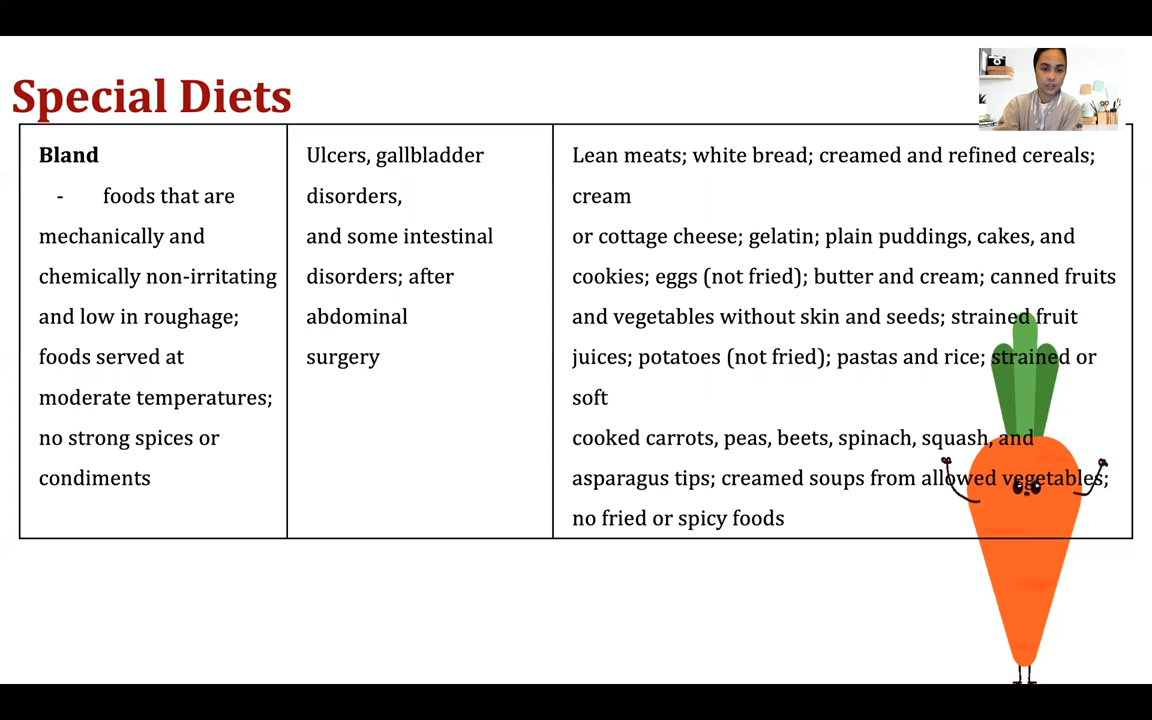 Special Diets
Bland
- foods that are
mechanically and
chemically non-irritating
and low in roughage;
foods served at
moderate temperatures;
no strong spices or
condiments
Ulcers, gallbladder
disorders,
and some intestinal
disorders; after
abdominal
surgery
Lean meats; white bread; creamed and refined cereals;
cream
or cottage cheese; gelatin; plain puddings, cakes, and
cookies; eggs (not fried); butter and cream; canned fruits
and vegetables without skin and seeds; strained fruit
juices; potatoes (not fried); pastas and rice; strained or
soft
cooked carrots, peas, beets, spinach, squash, and
asparagus tips; creamed soups from allowed vegetables;
no fried or spicy foods